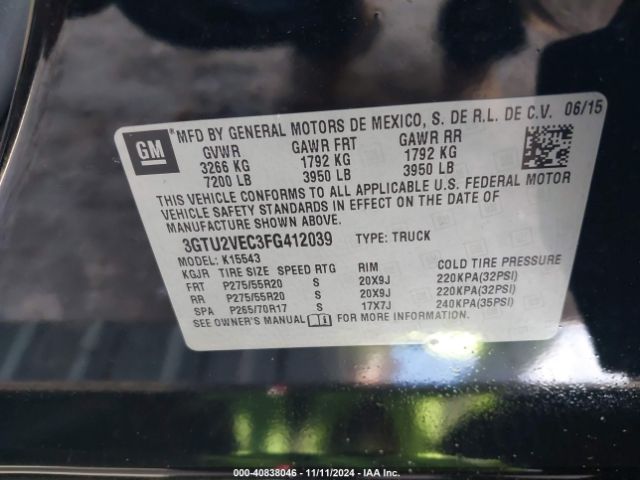 GM
MFD BY GENERAL MOTORS DE MEXICO, S. DE R.L. DE C.V. 06/15
GVWR GAWR FRT GAWR RR
3266 KG 1792 KG 1792 KG
7200 LB 3950 LB 3950 LB
THIS VEHICLE CONFORMS TO ALL APPLICABLE U.S. FEDERAL MOTOR
VEHICLE SAFETY STANDARDS IN EFFECT ON THE DATE OF
MANUFACTURE SHOWN ABOVE.
3GTU2VEC3FG412039 TYPE: TRUCK
MODEL: K15543
KGJR TIRE SIZE SPEED RTG RIM COLD TIRE PRESSURE
FRT P275/55R20 S 20X9J 220KPA(32PSI)
RR P275/55R20 S 20X9J 220KPA(32PSI)
SPA P265/70R17 S 17X7J 240KPA(35PSI)
SEE OWNER'S MANUAL FOR MORE INFORMATION
00-40838046 - 11/11/2024 - IAA Inc.